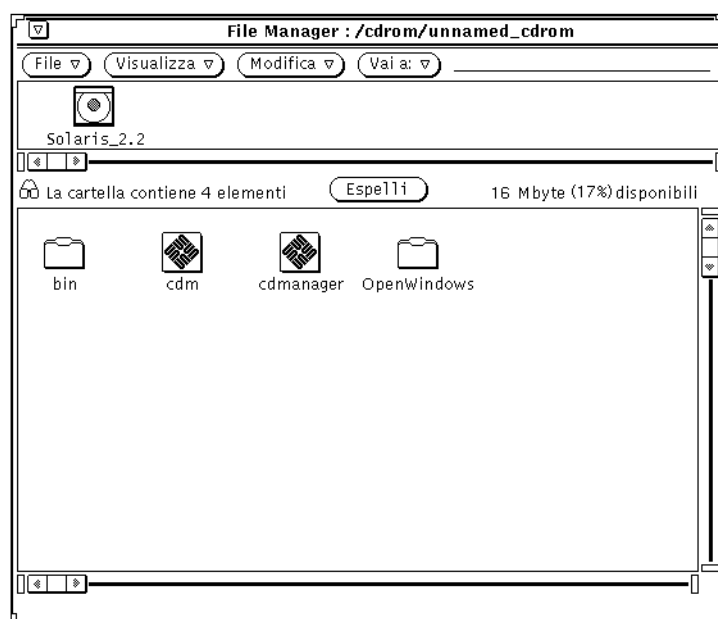 File Manager : /cdrom/unnamed_cdrom
File Visualizza Modifica Vai a:
Solaris_2.2
La cartella contiene 4 elementi Espelli 16 Mbyte (17%) disponibili
bin cdm cdmanager OpenWindows